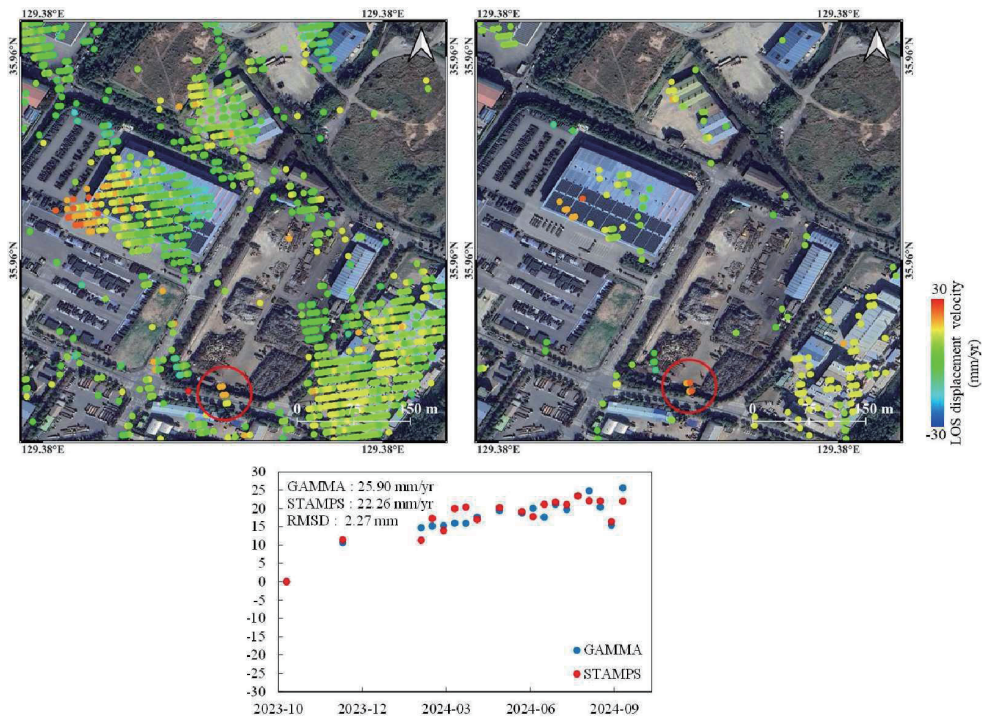 129.38°E 129.38°E 129.38°E 129.38°E
35.96°N 35.96°N 35.96°N 35.96°N
35.96°N 35.96°N 35.96°N 35.96°N
0 75 150 m
0 75 150 m
129.38°E 129.38°E 129.38°E 129.38°E
30
-30
LOS displacement velocity
(mm/yr)
GAMMA : 25.90 mm/yr
STAMPS : 22.26 mm/yr
RMSD : 2.27 mm
30
25
20
15
10
5
0
-5
-10
-15
-20
-25
-30
GAMMA
STAMPS
2023-10 2023-12 2024-03 2024-06 2024-09